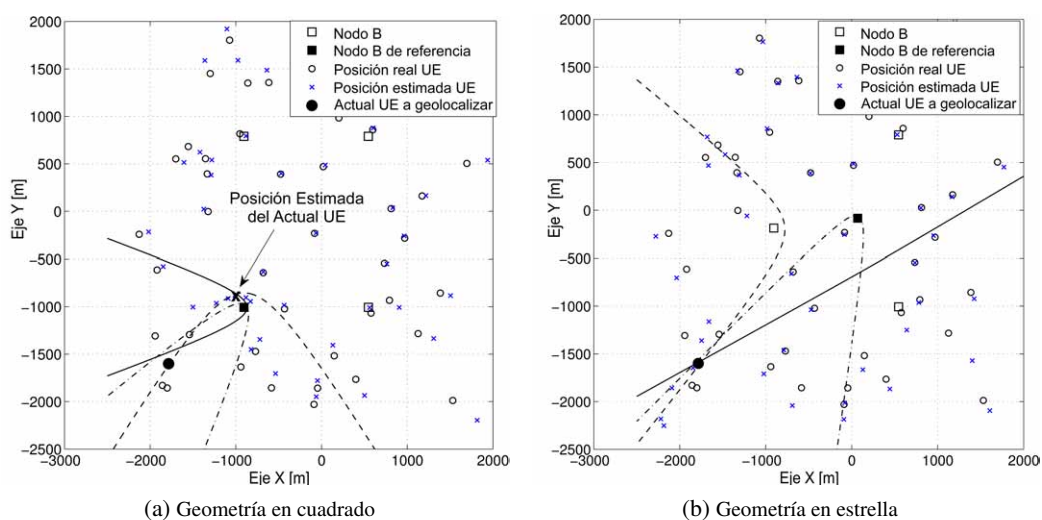 2000
1500
1000
500
0
−500
−1000
−1500
−2000
−2500
−3000
−2000
−1000
0
1000
2000
Eje Y [m]
Eje X [m]
Nodo B
Nodo B de referencia
Posición real UE
Posición estimada UE
Actual UE a geolocalizar
Posición Estimada
del Actual UE
x
(a) Geometría en cuadrado
2000
1500
1000
500
0
−500
−1000
−1500
−2000
−2500
−3000
−2000
−1000
0
1000
2000
Eje Y [m]
Eje X [m]
Nodo B
Nodo B de referencia
Posición real UE
Posición estimada UE
Actual UE a geolocalizar
(b) Geometría en estrella